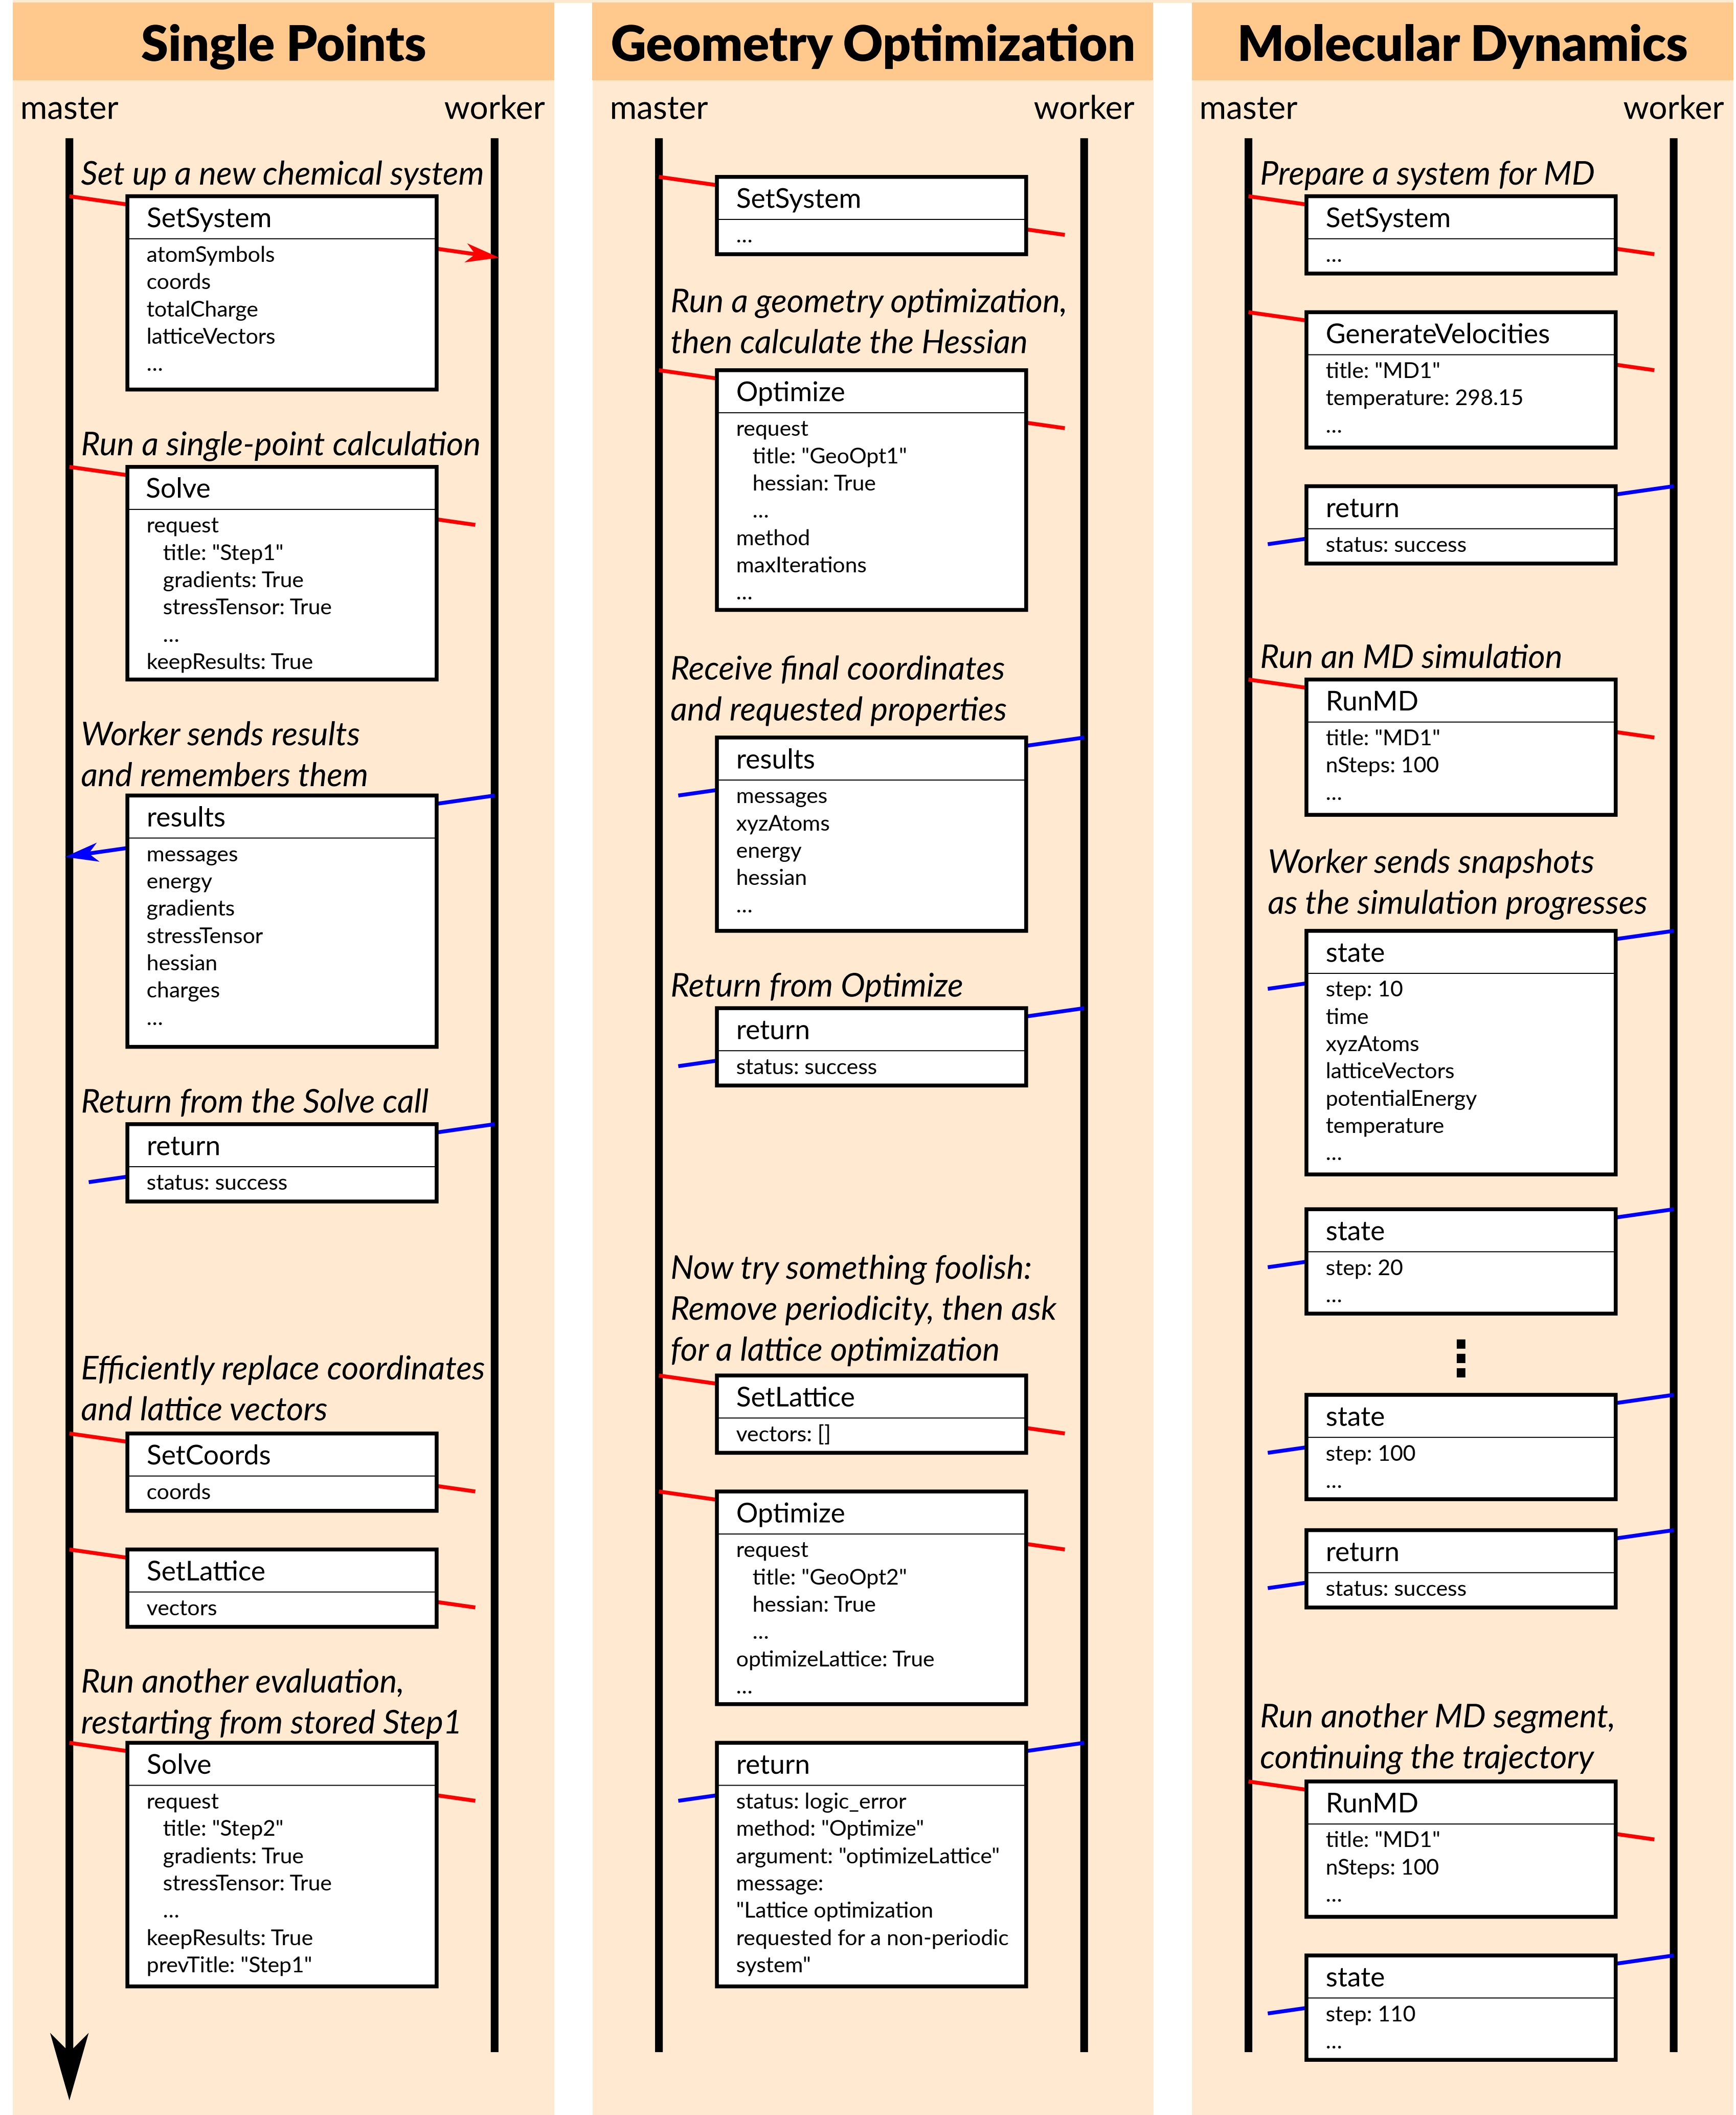 Single Points
master
worker
Set up a new chemical system
SetSystem
atomSymbols
coords
totalCharge
latticeVectors
...
Run a single-point calculation
Solve
request
title: "Step1"
gradients: True
stressTensor: True
...
keepResults: True
Worker sends results
and remembers them
results
messages
energy
gradients
stressTensor
hessian
charges
...
Return from the Solve call
return
status: success
Efficiently replace coordinates
and lattice vectors
SetCoords
coords
SetLattice
vectors
Run another evaluation,
restarting from stored Step1
Solve
request
title: "Step2"
gradients: True
stressTensor: True
...
keepResults: True
prevTitle: "Step1"
Geometry Optimization
master
worker
SetSystem
...
Run a geometry optimization,
then calculate the Hessian
Optimize
request
title: "GeoOpt1"
hessian: True
...
method
maxIterations
...
Receive final coordinates
and requested properties
results
messages
xyzAtoms
energy
hessian
...
Return from Optimize
return
status: success
Now try something foolish:
Remove periodicity, then ask
for a lattice optimization
SetLattice
vectors: []
Optimize
request
title: "GeoOpt2"
hessian: True
...
optimizeLattice: True
...
return
status: logic_error
method: "Optimize"
argument: "optimizeLattice"
message:
"Lattice optimization
requested for a non-periodic
system"
Molecular Dynamics
master
worker
Prepare a system for MD
SetSystem
...
GenerateVelocities
title: "MD1"
temperature: 298.15
...
return
status: success
Run an MD simulation
RunMD
title: "MD1"
nSteps: 100
...
Worker sends snapshots
as the simulation progresses
state
step: 10
time
xyzAtoms
latticeVectors
potentialEnergy
temperature
...
state
step: 20
...
state
step: 100
...
return
status: success
Run another MD segment,
continuing the trajectory
RunMD
title: "MD1"
nSteps: 100
...
state
step: 110
...